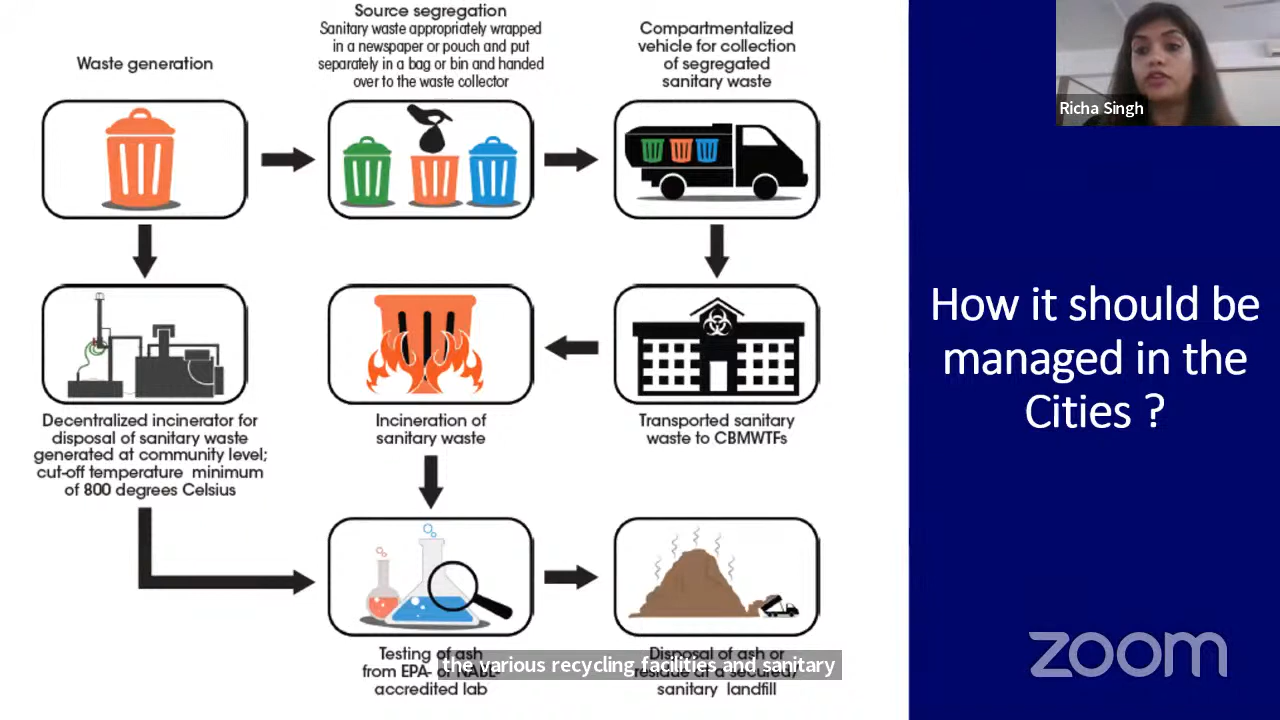 Waste generation
Source segregation
Sanitary waste appropriately wrapped
in a newspaper or pouch and put
separately in a bag or bin and handed
over to the waste collector
Compartmentalized
vehicle for collection
of segregated
sanitary waste
Richa Singh
How it should be
managed in the
Cities ?
Decentralized incinerator for
disposal of sanitary waste
generated at community level;
cut-off temperature minimum
of 800 degrees Celsius
Incineration of
sanitary waste
Transported sanitary
waste to CBMWTFs
Testing of ash
from EPA- or NABL-
accredited lab
Disposal of ash or
residue at a secured/
sanitary landfill
the various recycling facilities and sanitary
zoom